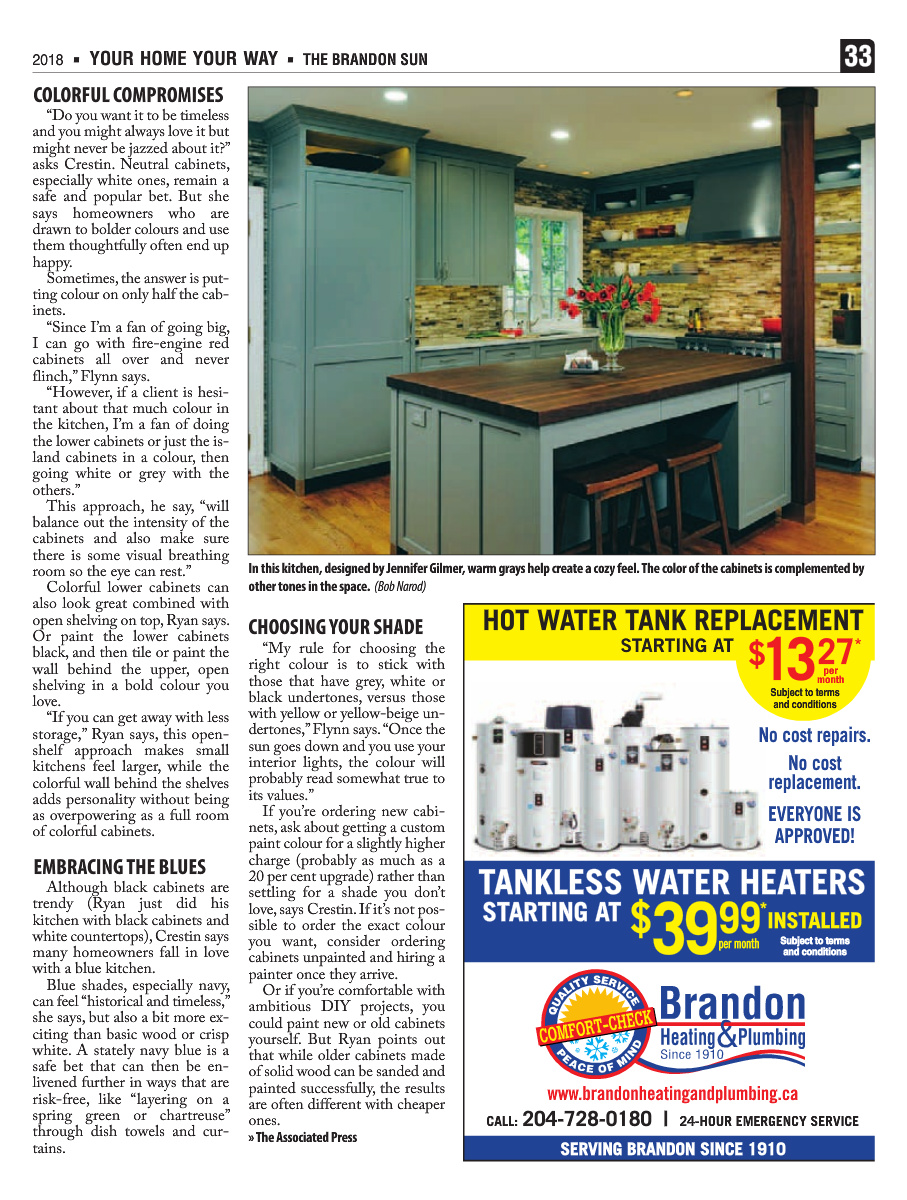 2018 ▪ YOUR HOME YOUR WAY ▪ THE BRANDON SUN
33
COLORFUL COMPROMISES
“Do you want it to be timeless
and you might always love it but
might never be jazzed about it?”
asks Crestin. Neutral cabinets,
especially white ones, remain a
safe and popular bet. But she
says homeowners who are
drawn to bolder colours and use
them thoughtfully often end up
happy.
Sometimes, the answer is put-
ting colour on only half the cab-
inets.
“Since I’m a fan of going big,
I can go with fire-engine red
cabinets all over and never
flinch,” Flynn says.
“However, if a client is hesi-
tant about that much colour in
the kitchen, I’m a fan of doing
the lower cabinets or just the is-
land cabinets in a colour, then
going white or grey with the
others.”
This approach, he say, “will
balance out the intensity of the
cabinets and also make sure
there is some visual breathing
room so the eye can rest.”
Colorful lower cabinets can
also look great combined with
open shelving on top, Ryan says.
Or paint the lower cabinets
black, and then tile or paint the
wall behind the upper, open
shelving in a bold colour you
love.
“If you can get away with less
storage,” Ryan says, this open-
shelf approach makes small
kitchens feel larger, while the
colorful wall behind the shelves
adds personality without being
as overpowering as a full room
of colorful cabinets.
EMBRACING THE BLUES
Although black cabinets are
trendy (Ryan just did his
kitchen with black cabinets and
white countertops), Crestin says
many homeowners fall in love
with a blue kitchen.
Blue shades, especially navy,
can feel “historical and timeless,”
she says, but also a bit more ex-
citing than basic wood or crisp
white. A stately navy blue is a
safe bet that can then be en-
livened further in ways that are
risk-free, like “layering on a
spring green or chartreuse”
through dish towels and cur-
tains.
In this kitchen, designed by Jennifer Gilmer, warm grays help create a cozy feel. The color of the cabinets is complemented by
other tones in the space. (Bob Narod)
CHOOSING YOUR SHADE
“My rule for choosing the
right colour is to stick with
those that have grey, white or
black undertones, versus those
with yellow or yellow-beige un-
dertones,” Flynn says. “Once the
sun goes down and you use your
interior lights, the colour will
probably read somewhat true to
its values.”
If you’re ordering new cabi-
nets, ask about getting a custom
paint colour for a slightly higher
charge (probably as much as a
20 per cent upgrade) rather than
settling for a shade you don’t
love, says Crestin. If it’s not pos-
sible to order the exact colour
you want, consider ordering
cabinets unpainted and hiring a
painter once they arrive.
Or if you’re comfortable with
ambitious DIY projects, you
could paint new or old cabinets
yourself. But Ryan points out
that while older cabinets made
of solid wood can be sanded and
painted successfully, the results
are often different with cheaper
ones.
» The Associated Press
HOT WATER TANK REPLACEMENT
STARTING AT $13.27* per month
Subject to terms
and conditions
No cost repairs.
No cost
replacement.
EVERYONE IS
APPROVED!
TANKLESS WATER HEATERS
STARTING AT $39.99* per month INSTALLED
Subject to terms
and conditions
QUALITY SERVICE
COMFORT-CHECK
PEACE OF MIND
Brandon
Heating & Plumbing
Since 1910
www.brandonheatingandplumbing.ca
CALL: 204-728-0180 | 24-HOUR EMERGENCY SERVICE
SERVING BRANDON SINCE 1910